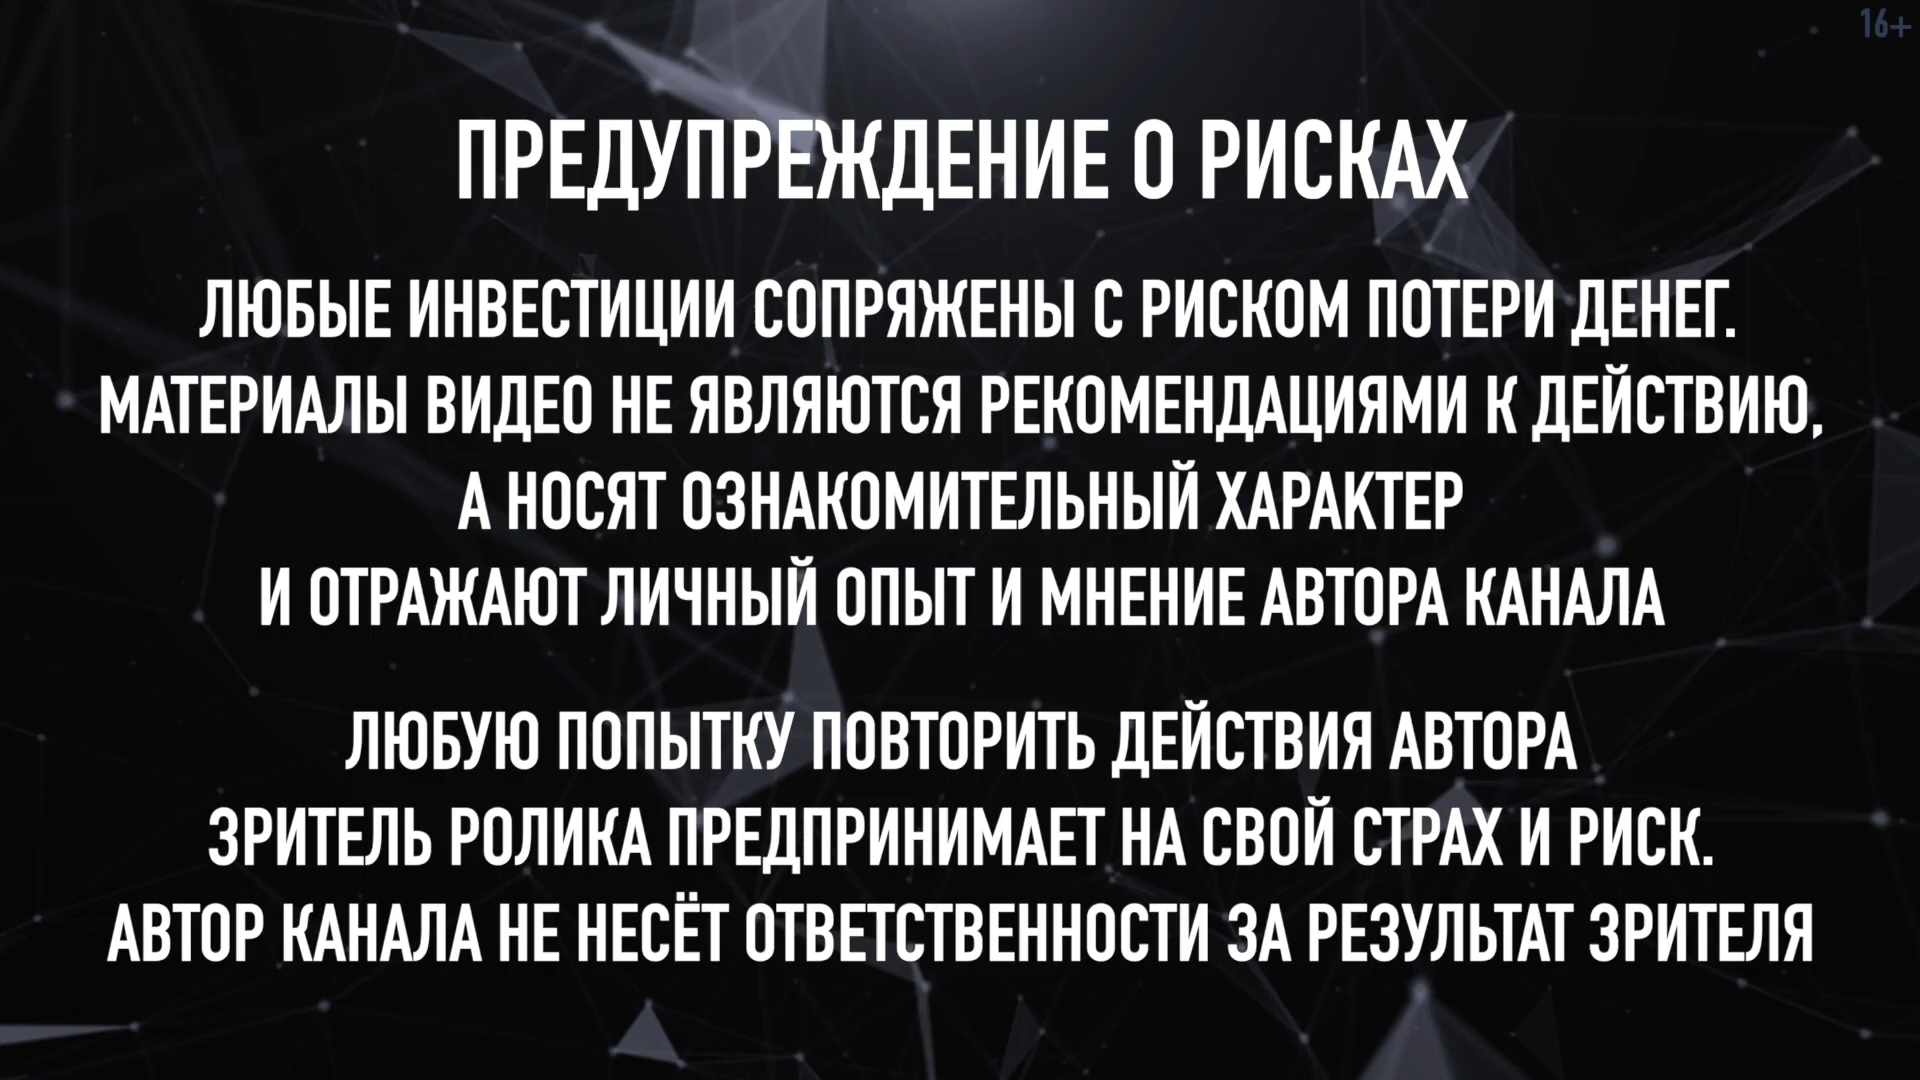 16+
ПРЕДУПРЕЖДЕНИЕ О РИСКАХ
ЛЮБЫЕ ИНВЕСТИЦИИ СОПРЯЖЕНЫ С РИСКОМ ПОТЕРИ ДЕНЕГ.
МАТЕРИАЛЫ ВИДЕО НЕ ЯВЛЯЮТСЯ РЕКОМЕНДАЦИЯМИ К ДЕЙСТВИЮ,
А НОСЯТ ОЗНАКОМИТЕЛЬНЫЙ ХАРАКТЕР
И ОТРАЖАЮТ ЛИЧНЫЙ ОПЫТ И МНЕНИЕ АВТОРА КАНАЛА
ЛЮБУЮ ПОПЫТКУ ПОВТОРИТЬ ДЕЙСТВИЯ АВТОРА
ЗРИТЕЛЬ РОЛИКА ПРЕДПРИНИМАЕТ НА СВОЙ СТРАХ И РИСК.
АВТОР КАНАЛА НЕ НЕСЁТ ОТВЕТСТВЕННОСТИ ЗА РЕЗУЛЬТАТ ЗРИТЕЛЯ